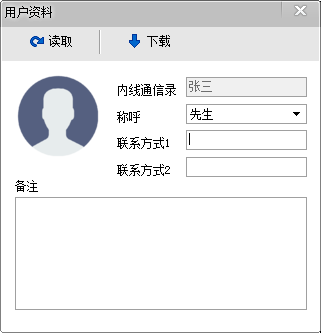 用户资料
读取 下载
内线通信录 张三
称呼 先生
联系方式1
联系方式2
备注